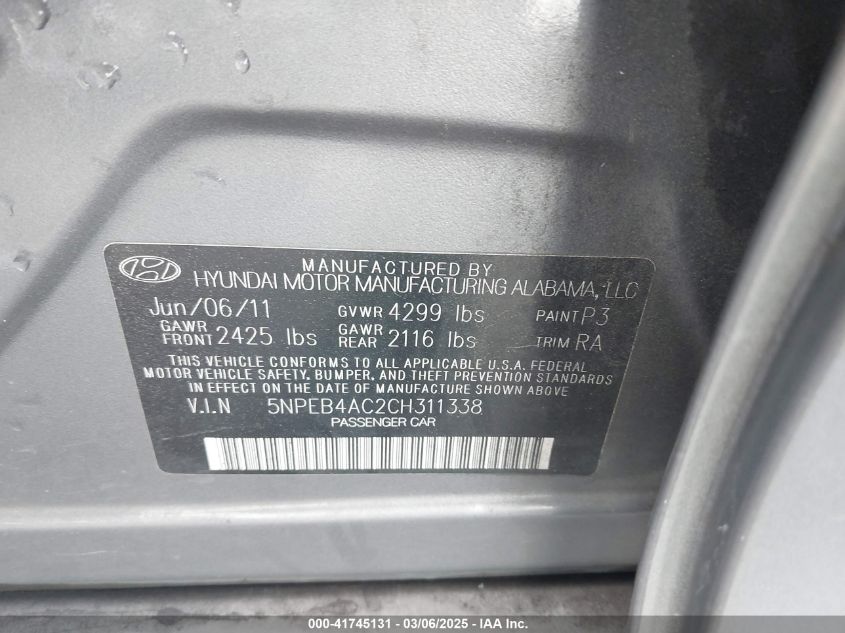 MANUFACTURED BY
HYUNDAI MOTOR MANUFACTURING ALABAMA, LLC
Jun/06/11 GVWR 4299 lbs PAINT P3
GAWR FRONT 2425 lbs GAWR REAR 2116 lbs TRIM RA
THIS VEHICLE CONFORMS TO ALL APPLICABLE U.S.A. FEDERAL
MOTOR VEHICLE SAFETY, BUMPER, AND THEFT PREVENTION STANDARDS
IN EFFECT ON THE DATE OF MANUFACTURE SHOWN ABOVE
V.I.N 5NPEB4AC2CH311338
PASSENGER CAR
000-41745131 - 03/06/2025 - IAA Inc.